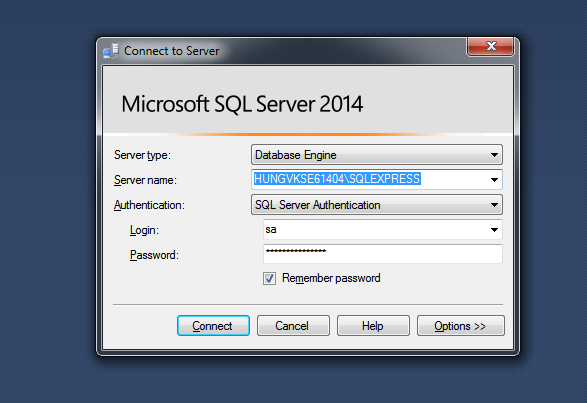 Connect to Server
Microsoft SQL Server 2014
Server type: Database Engine
Server name: HUNGVKSE61404\SQLEXPRESS
Authentication: SQL Server Authentication
Login: sa
Password: ***************
Remember password
Connect Cancel Help Options >>